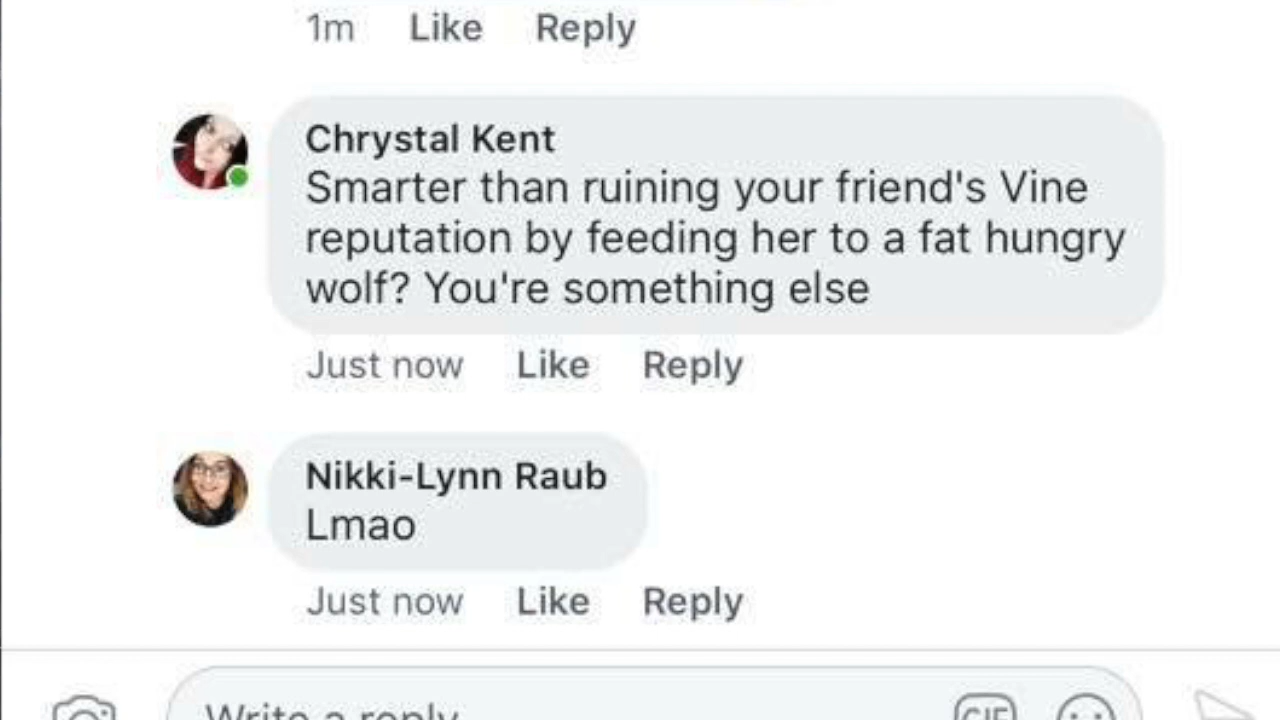 1m Like Reply
Chrystal Kent
Smarter than ruining your friend's Vine
reputation by feeding her to a fat hungry
wolf? You're something else
Just now Like Reply
Nikki-Lynn Raub
Lmao
Just now Like Reply
Write a reply GIF